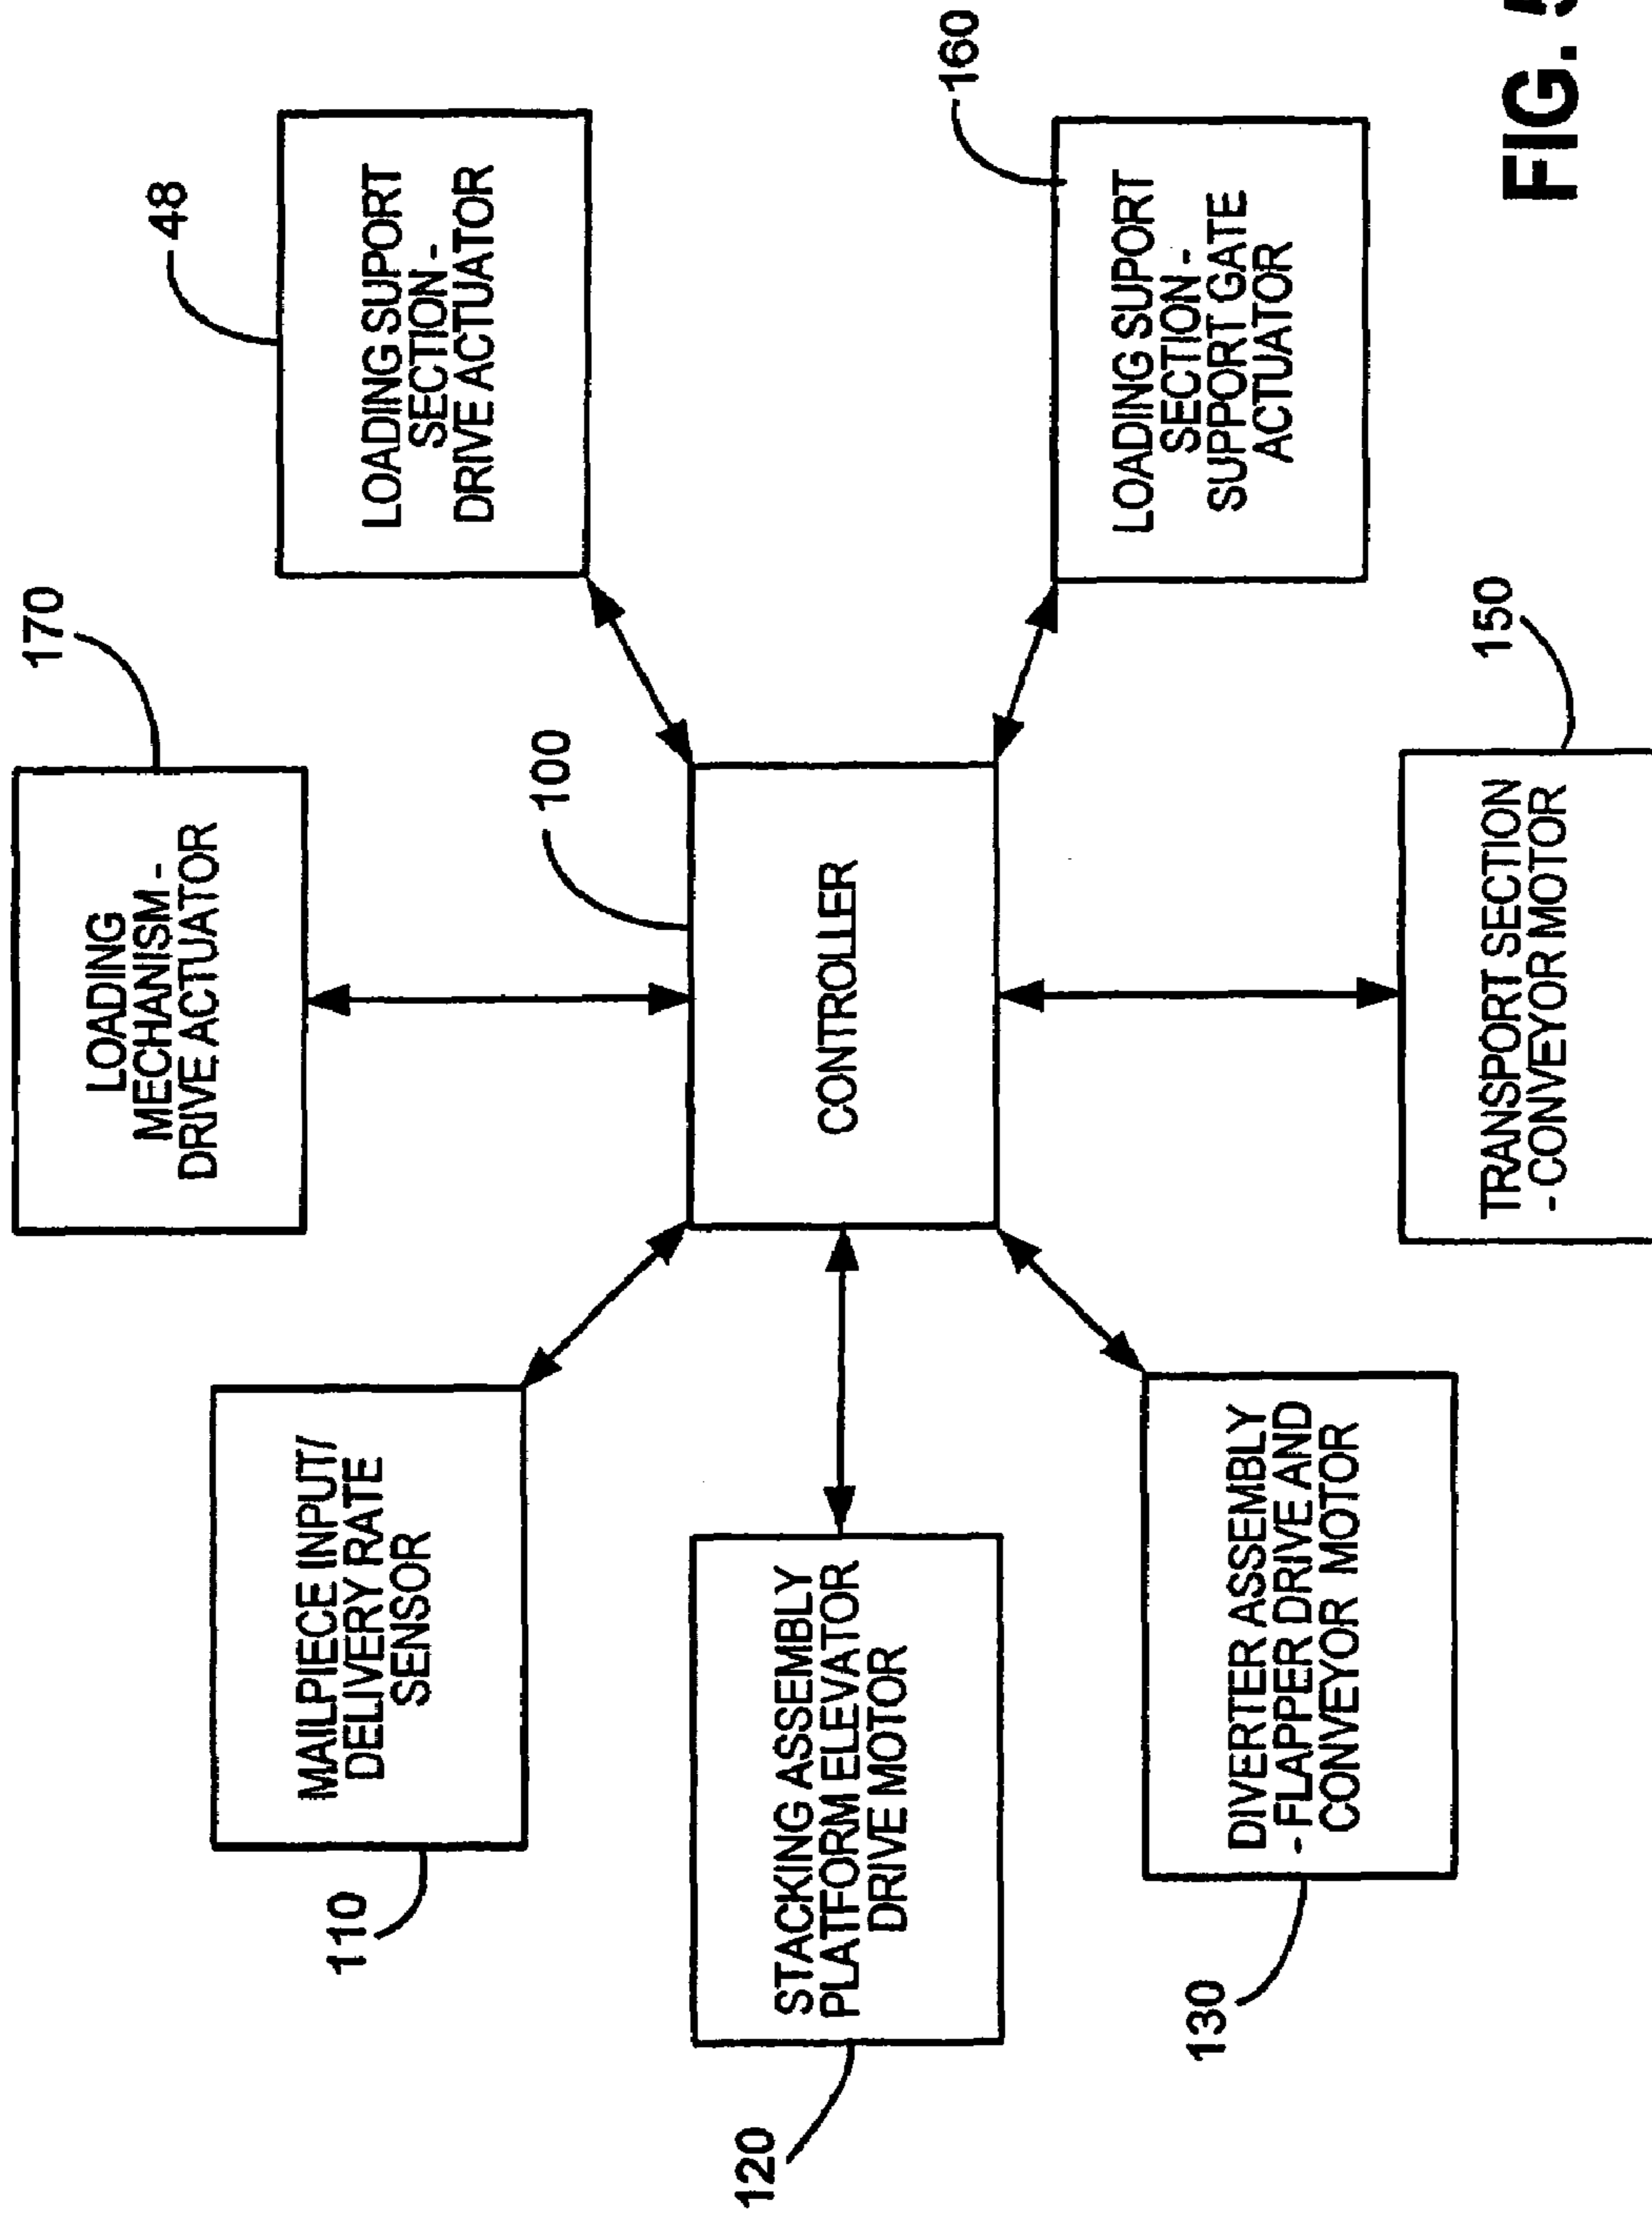 170
LOADING
MECHANISM -
DRIVE ACTUATOR
110
MAILPIECE INPUT/
DELIVERY RATE
SENSOR
48
LOADING SUPORT
SECTION -
DRIVE ACTUATOR
120
STACKING ASSEMBLY
PLATFORM ELEVATOR
DRIVE MOTOR
100
CONTROLLER
130
DIVERTER ASSEMBLY
- FLAPPER DRIVE AND
CONVEYOR MOTOR
160
LOADING SUPORT
SECTION -
SUPPORT GATE
ACTUATOR
150
TRANSPORT SECTION
- CONVEYOR MOTOR
FIG.